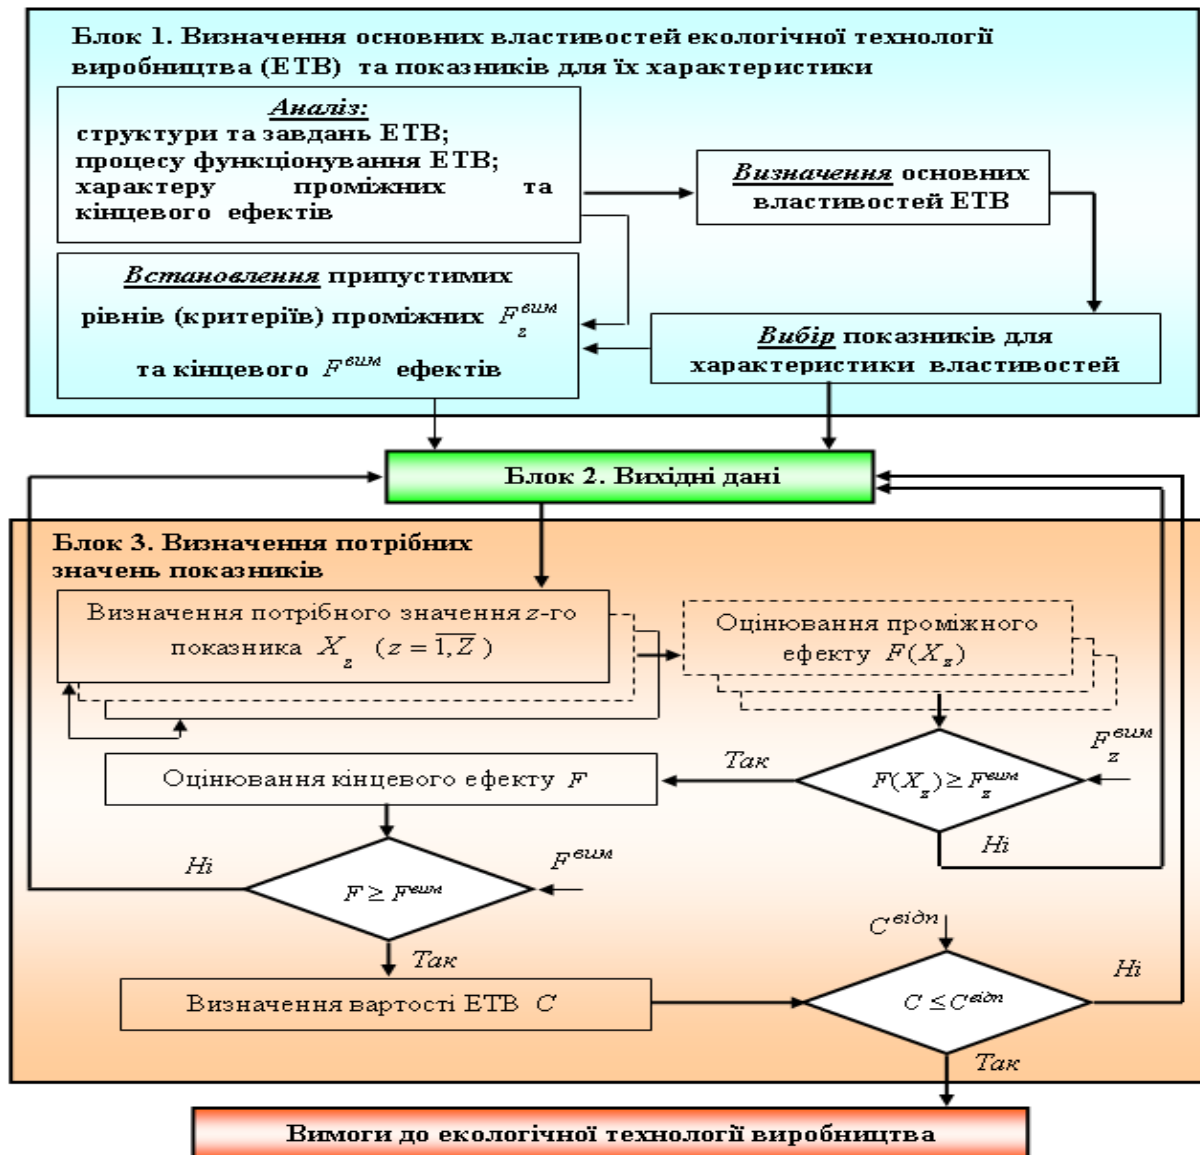 Блок 1. Визначення основних властивостей екологічної технології
виробництва (ЕТВ) та показників для їх характеристики
Аналіз:
структури та завдань ЕТВ;
процесу функціонування ЕТВ;
характеру проміжних та
кінцевого ефектів
Визначення основних
властивостей ЕТВ
Встановлення припустимих
рівнів (критеріїв) проміжних F_z^{вим}
та кінцевого F^{вим} ефектів
Вибір показників для
характеристики властивостей
Блок 2. Вихідні дані
Блок 3. Визначення потрібних
значень показників
Визначення потрібного значення z-го
показника X_z (z = \overline{1, Z})
Оцінювання проміжного
ефекту F(X_z)
F_z^{вим}
Так
F(X_z) ≥ F_z^{вим}
Ні
Оцінювання кінцевого ефекту F
Ні
F^{вим}
F ≥ F^{вим}
Так
C^{відп}
Ні
Визначення вартості ЕТВ C
C ≤ C^{відп}
Так
Вимоги до екологічної технології виробництва